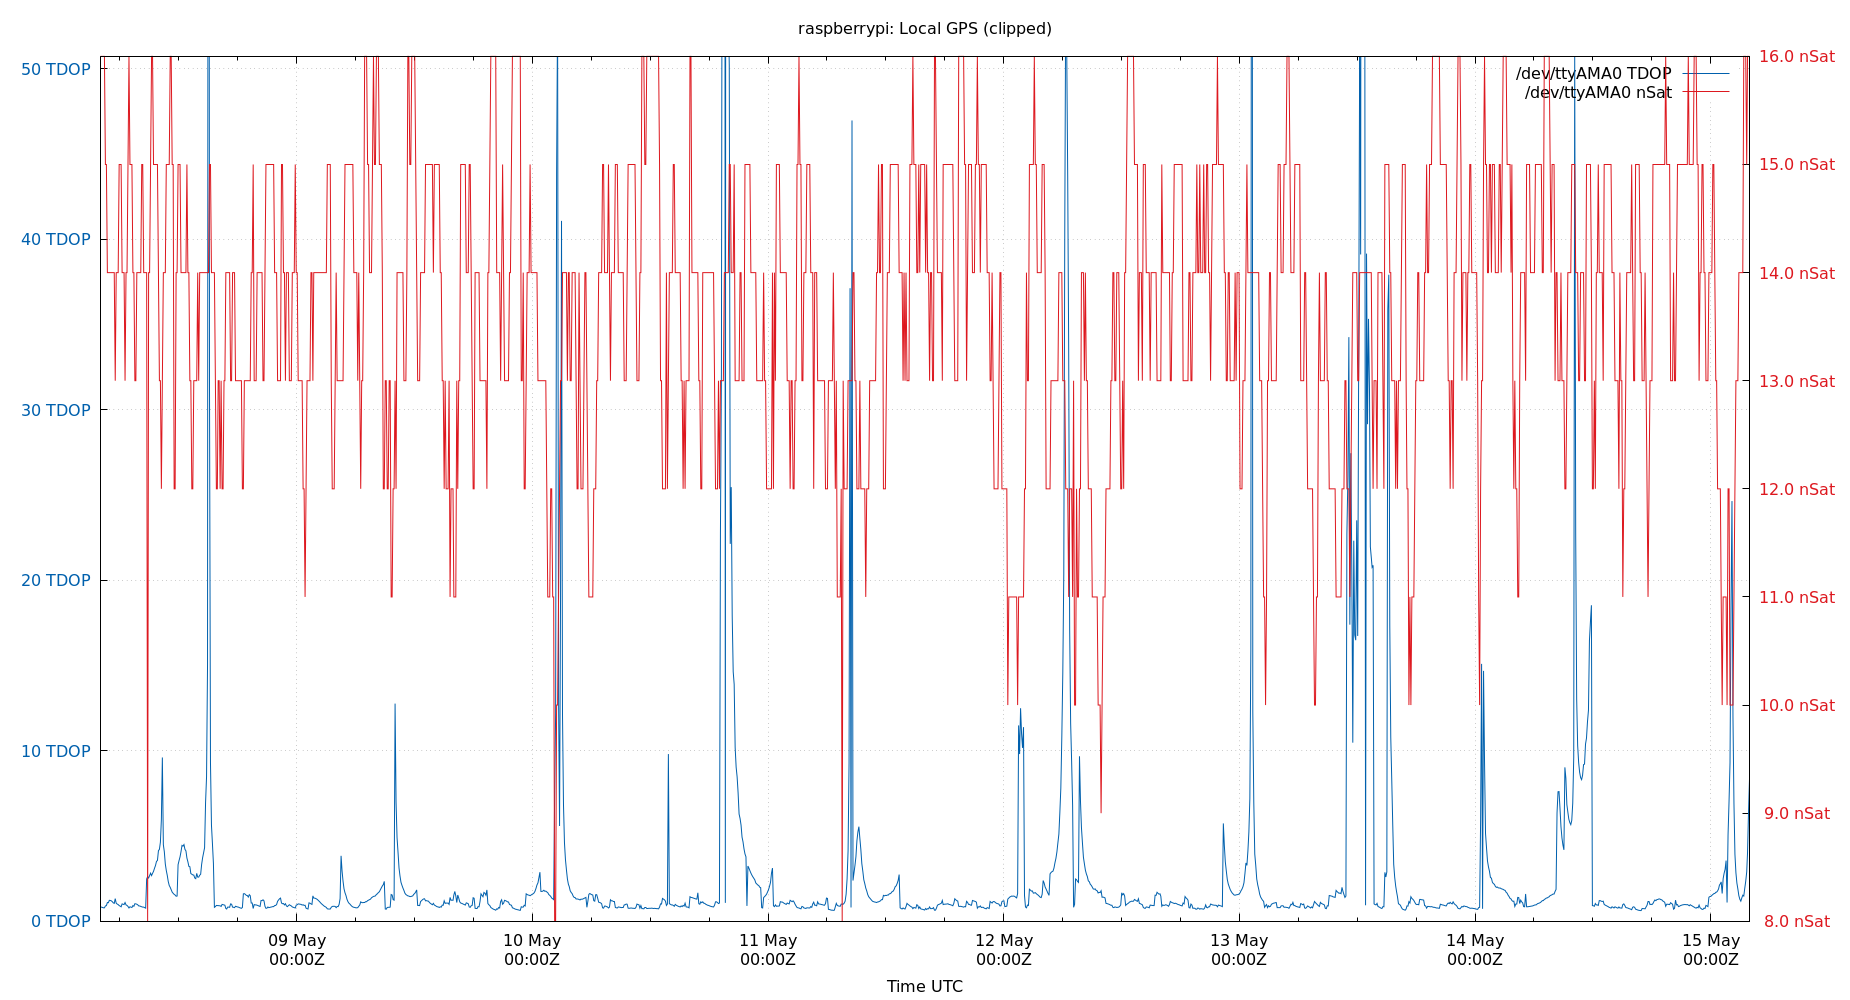 raspberrypi: Local GPS (clipped)
50 TDOP
40 TDOP
30 TDOP
20 TDOP
10 TDOP
0 TDOP
/dev/ttyAMA0 TDOP
/dev/ttyAMA0 nSat
16.0 nSat
15.0 nSat
14.0 nSat
13.0 nSat
12.0 nSat
11.0 nSat
10.0 nSat
9.0 nSat
8.0 nSat
09 May 10 May 11 May 12 May 13 May 14 May 15 May
00:00Z 00:00Z 00:00Z 00:00Z 00:00Z 00:00Z 00:00Z
Time UTC